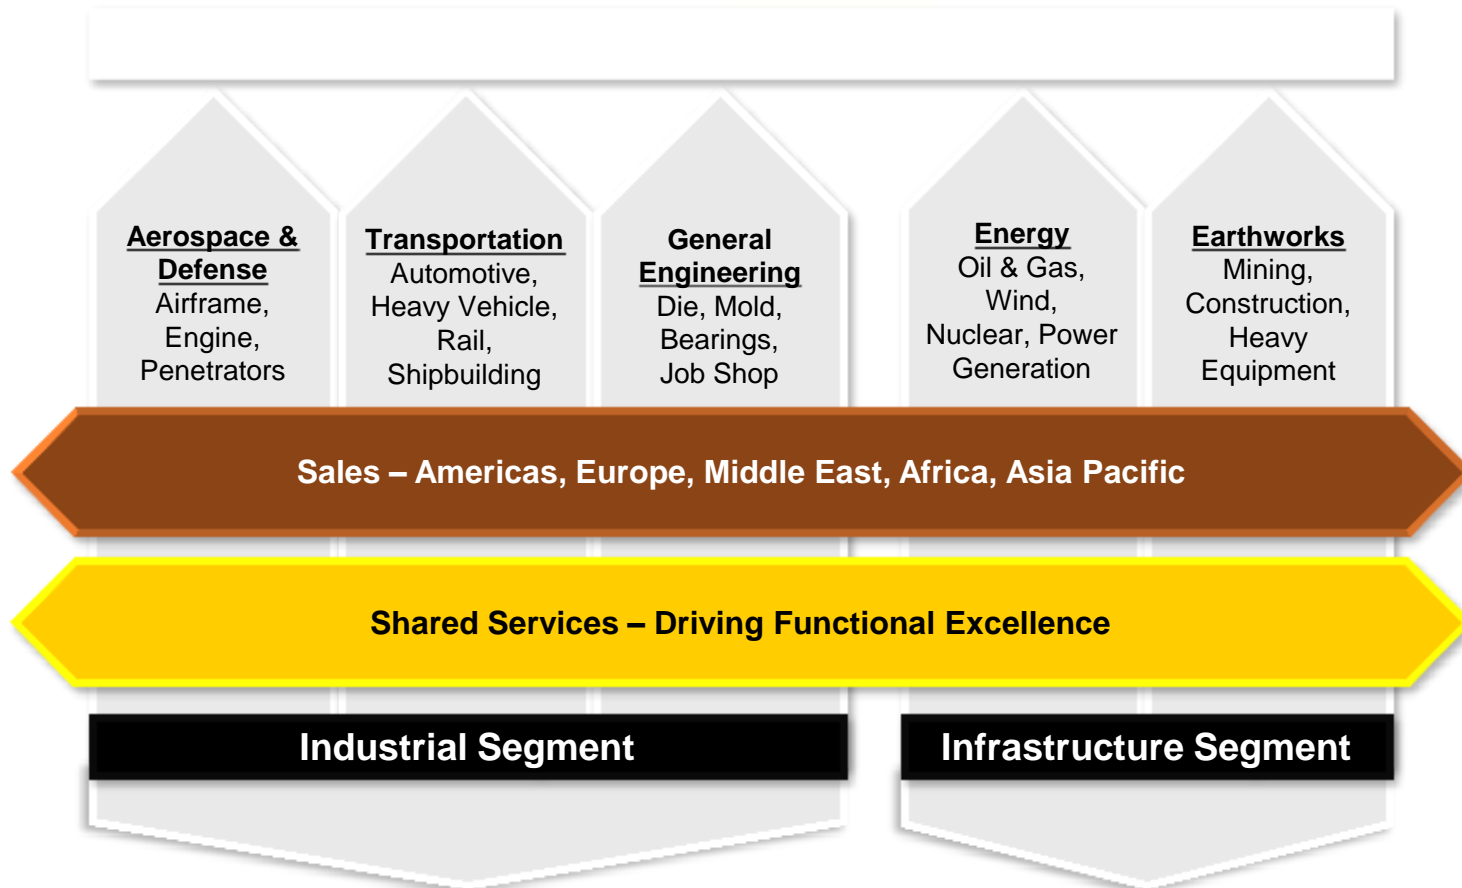 Aerospace &
Defense
Airframe,
Engine,
Penetrators
Transportation
Automotive,
Heavy Vehicle,
Rail,
Shipbuilding
General
Engineering
Die, Mold,
Bearings,
Job Shop
Energy
Oil & Gas,
Wind,
Nuclear, Power
Generation
Earthworks
Mining,
Construction,
Heavy
Equipment
Sales – Americas, Europe, Middle East, Africa, Asia Pacific
Shared Services – Driving Functional Excellence
Industrial Segment
Infrastructure Segment